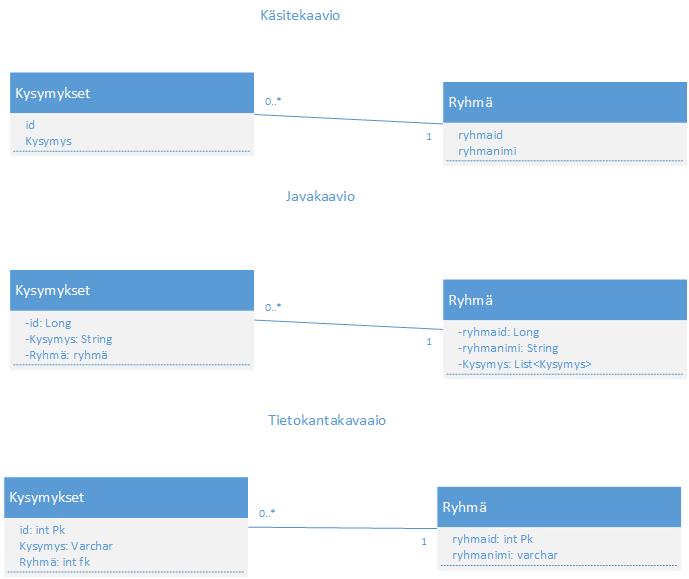 Käsitekaavio
Kysymykset
id
Kysymys
0..*
1
Ryhmä
ryhmaid
ryhmanimi
Javakaavio
Kysymykset
-id: Long
-Kysymys: String
-Ryhmä: ryhmä
0..*
1
Ryhmä
-ryhmaid: Long
-ryhmanimi: String
-Kysymys: List<Kysymys>
Tietokantakavaaio
Kysymykset
id: int Pk
Kysymys: Varchar
Ryhmä: int fk
0..*
1
Ryhmä
ryhmaid: int Pk
ryhmanimi: varchar